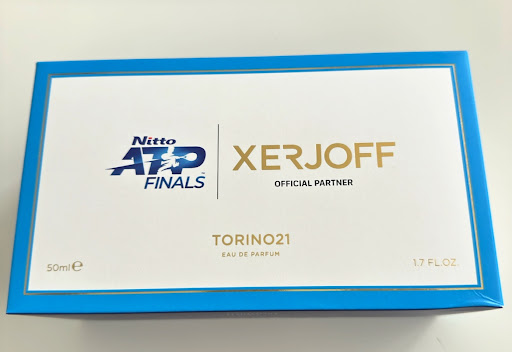 Nitto
ATP
FINALS
XERJOFF
OFFICIAL PARTNER
TORINO21
EAU DE PARFUM
50ml ℮
1.7 FL.OZ.